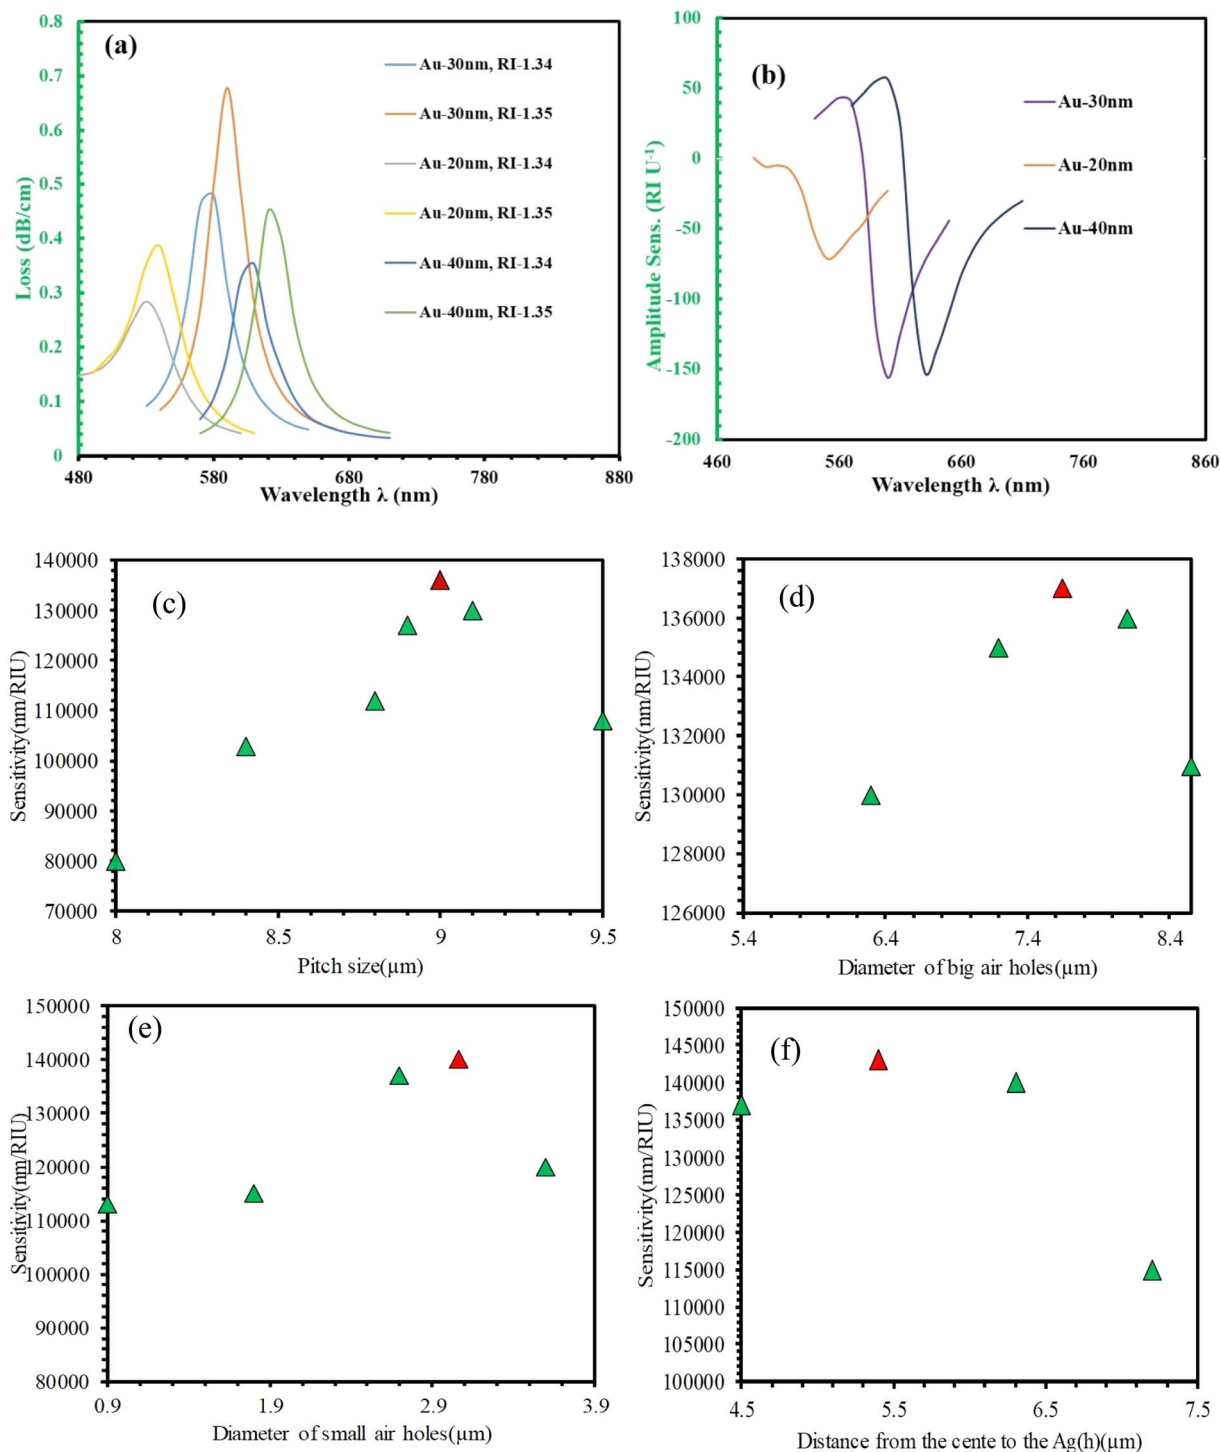 (a)
Loss (dB/cm)
0.8
0.7
0.6
0.5
0.4
0.3
0.2
0.1
0
Au-30nm, RI-1.34
Au-30nm, RI-1.35
Au-20nm, RI-1.34
Au-20nm, RI-1.35
Au-40nm, RI-1.34
Au-40nm, RI-1.35
480 580 680 780 880
Wavelength λ (nm)
(b)
Amplitude Sens. (RI U⁻¹)
100
50
0
-50
-100
-150
-200
Au-30nm
Au-20nm
Au-40nm
460 560 660 760 860
Wavelength λ (nm)
(c)
Sensitivity(nm/RIU)
140000
130000
120000
110000
100000
90000
80000
70000
8 8.5 9 9.5
Pitch size(µm)
(d)
Sensitivity(nm/RIU)
138000
136000
134000
132000
130000
128000
126000
5.4 6.4 7.4 8.4
Diameter of big air holes(µm)
(e)
Sensitivity(nm/RIU)
150000
140000
130000
120000
110000
100000
90000
80000
0.9 1.9 2.9 3.9
Diameter of small air holes(µm)
(f)
Sensitivity(nm/RIU)
150000
145000
140000
135000
130000
125000
120000
115000
110000
105000
100000
4.5 5.5 6.5 7.5
Distance from the cente to the Ag(h)(µm)